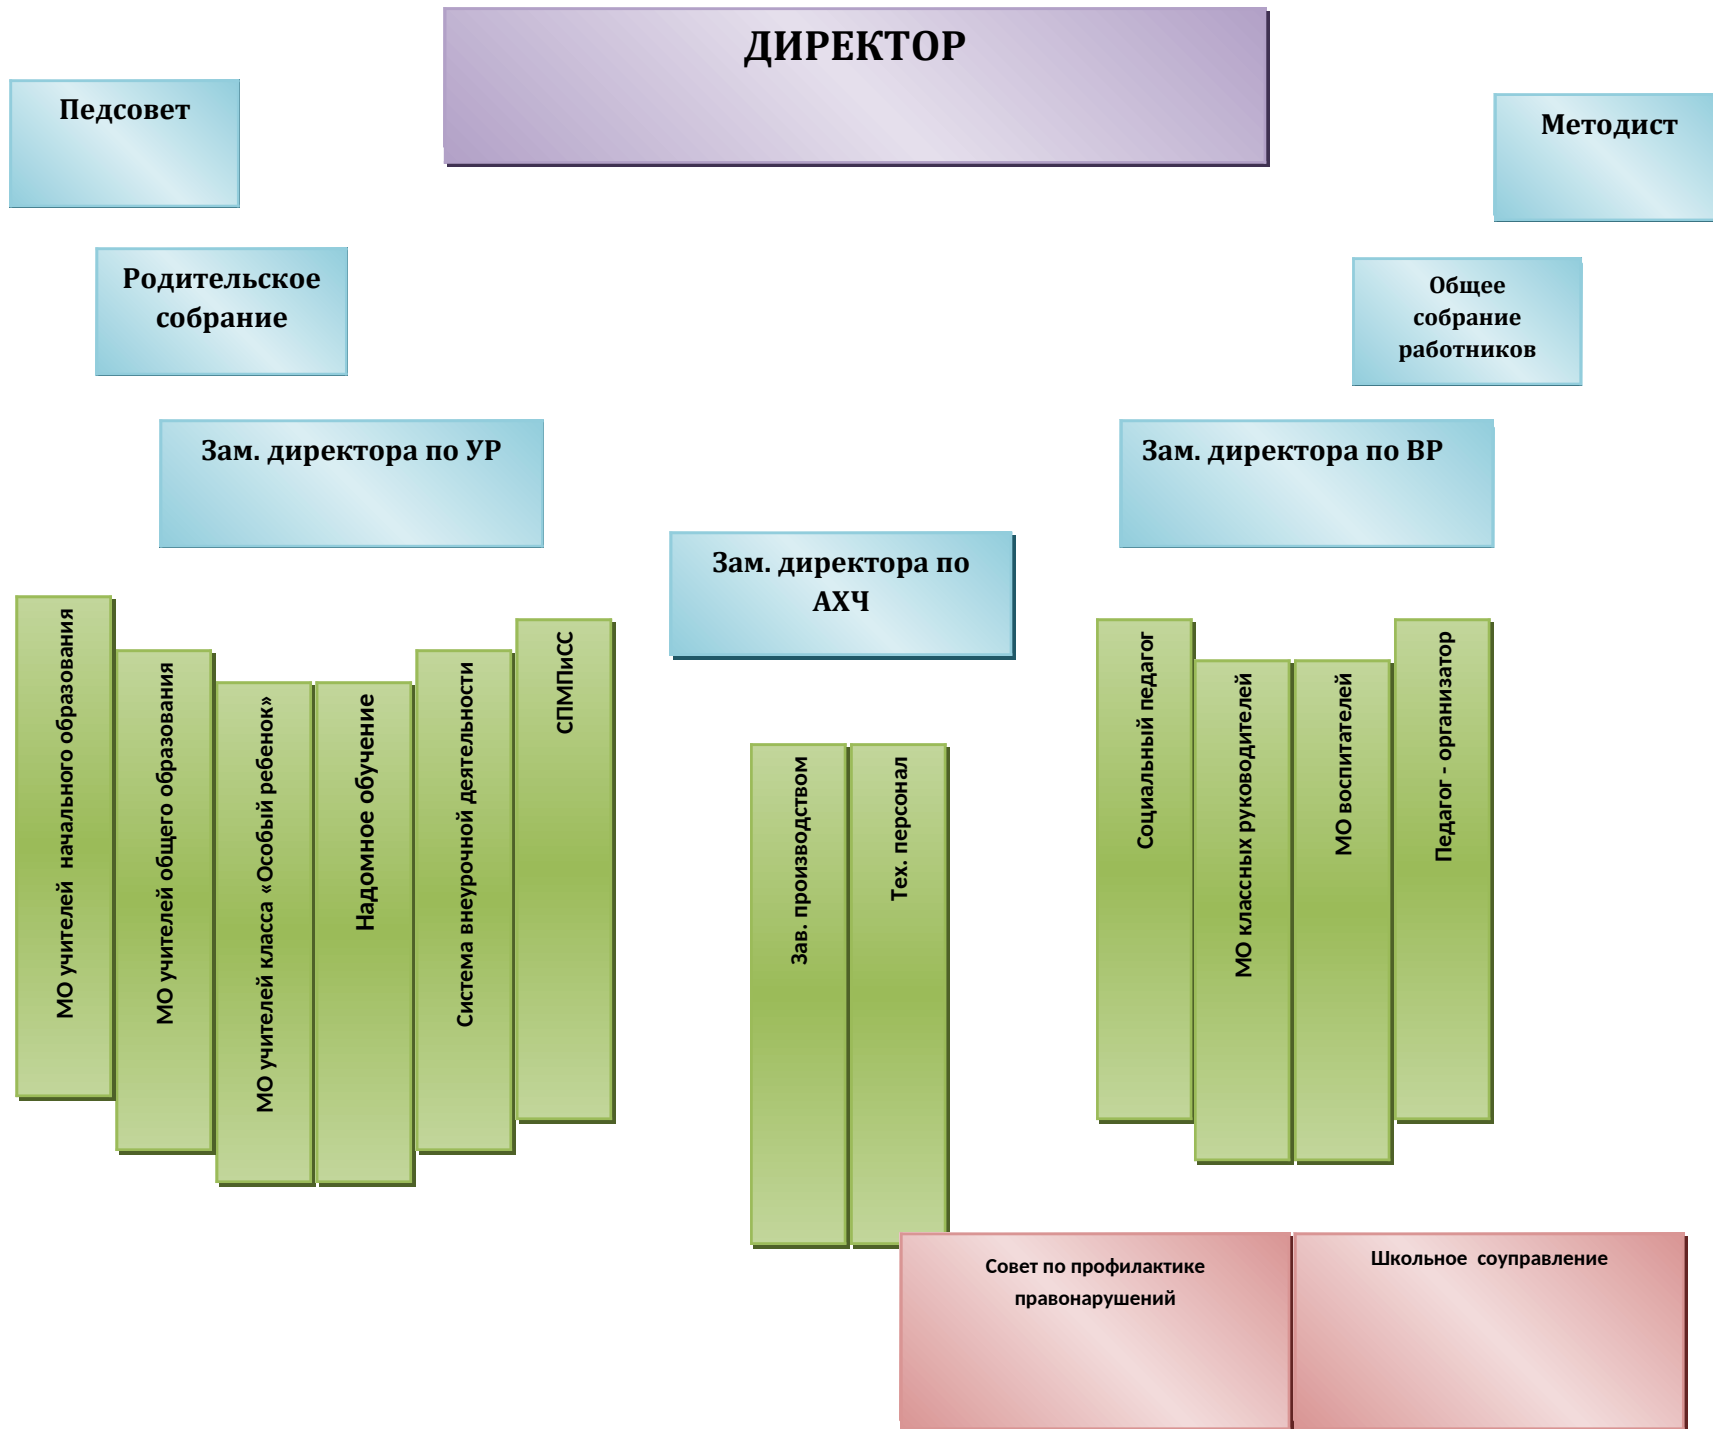 ДИРЕКТОР
Педсовет
Методист
Родительское
собрание
Общее
собрание
работников
Зам. директора по УР
Зам. директора по ВР
Зам. директора по
АХЧ
МО учителей  начального образования
МО учителей общего образования
МО учителей класса «Особый ребенок»
Надомное обучение
Система внеурочной деятельности
СПМПиСС
Зав. производством
Тех. персонал
Социальный педагог
МО классных руководителей
МО воспитателей
Педагог - организатор
Совет по профилактике
правонарушений
Школьное  соуправление